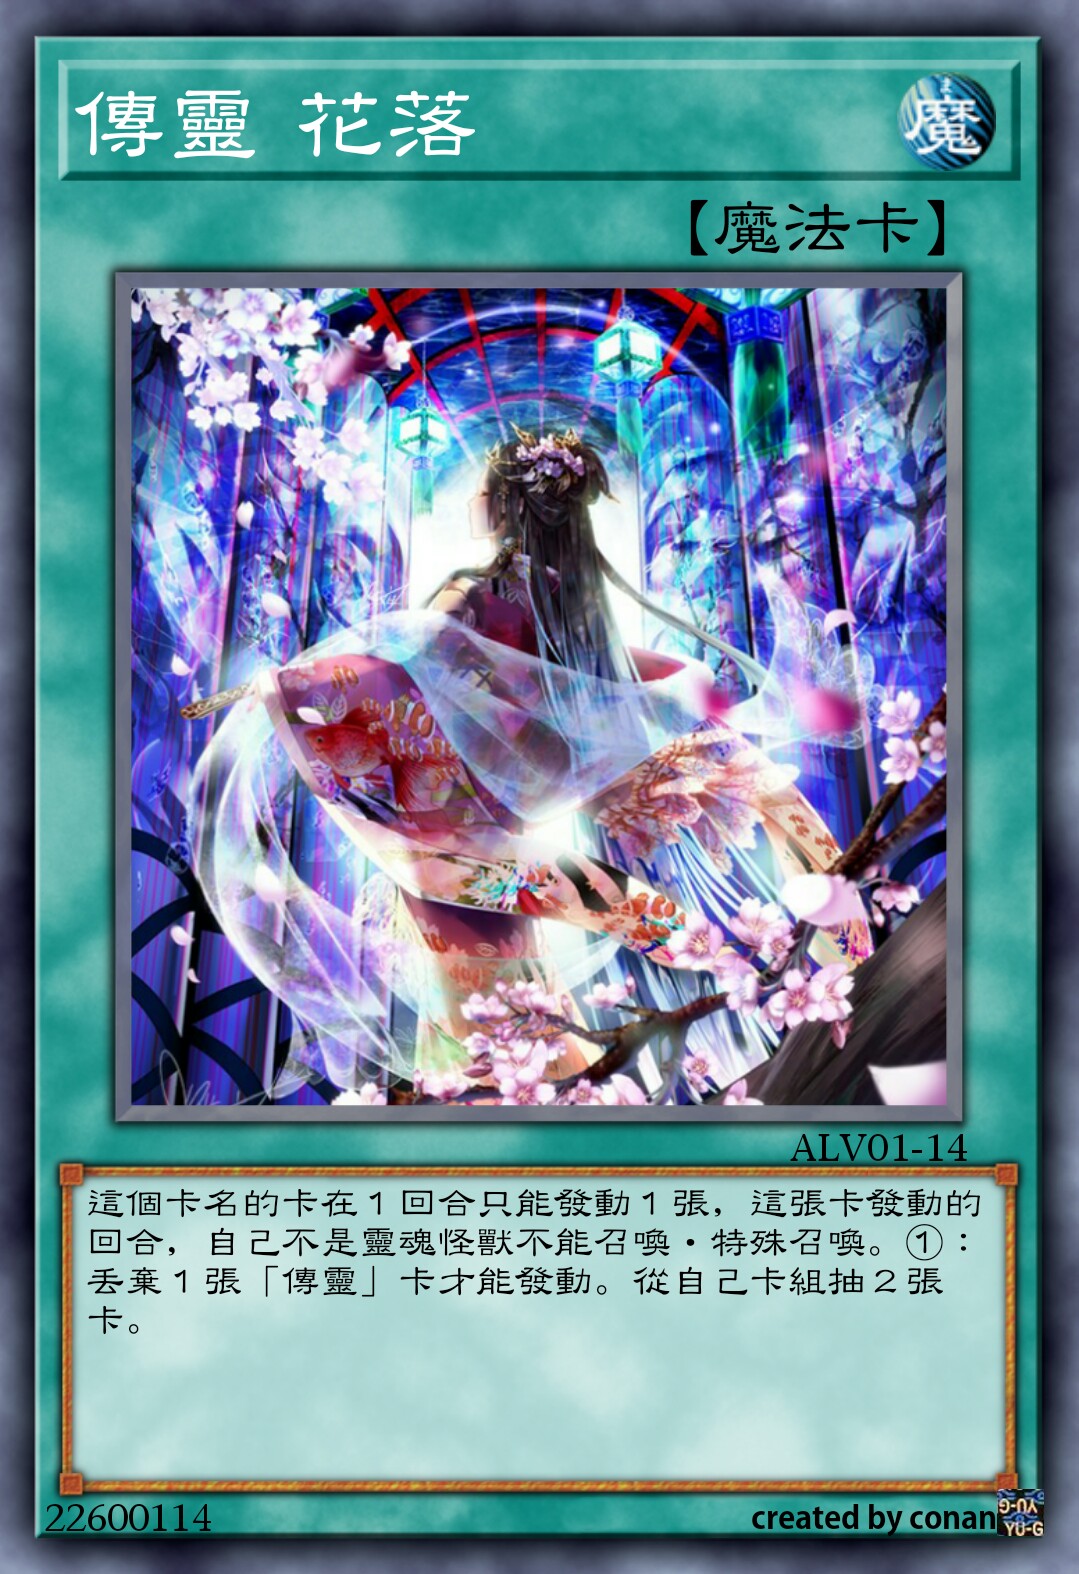 傳靈 花落
ま
魔
【魔法卡】
ALV01-14
這個卡名的卡在１回合只能發動１張，這張卡發動的
回合，自己不是靈魂怪獸不能召喚・特殊召喚。①：
丟棄１張「傳靈」卡才能發動。從自己卡組抽２張
卡。
22600114
created by conan
YU-G
YU-G